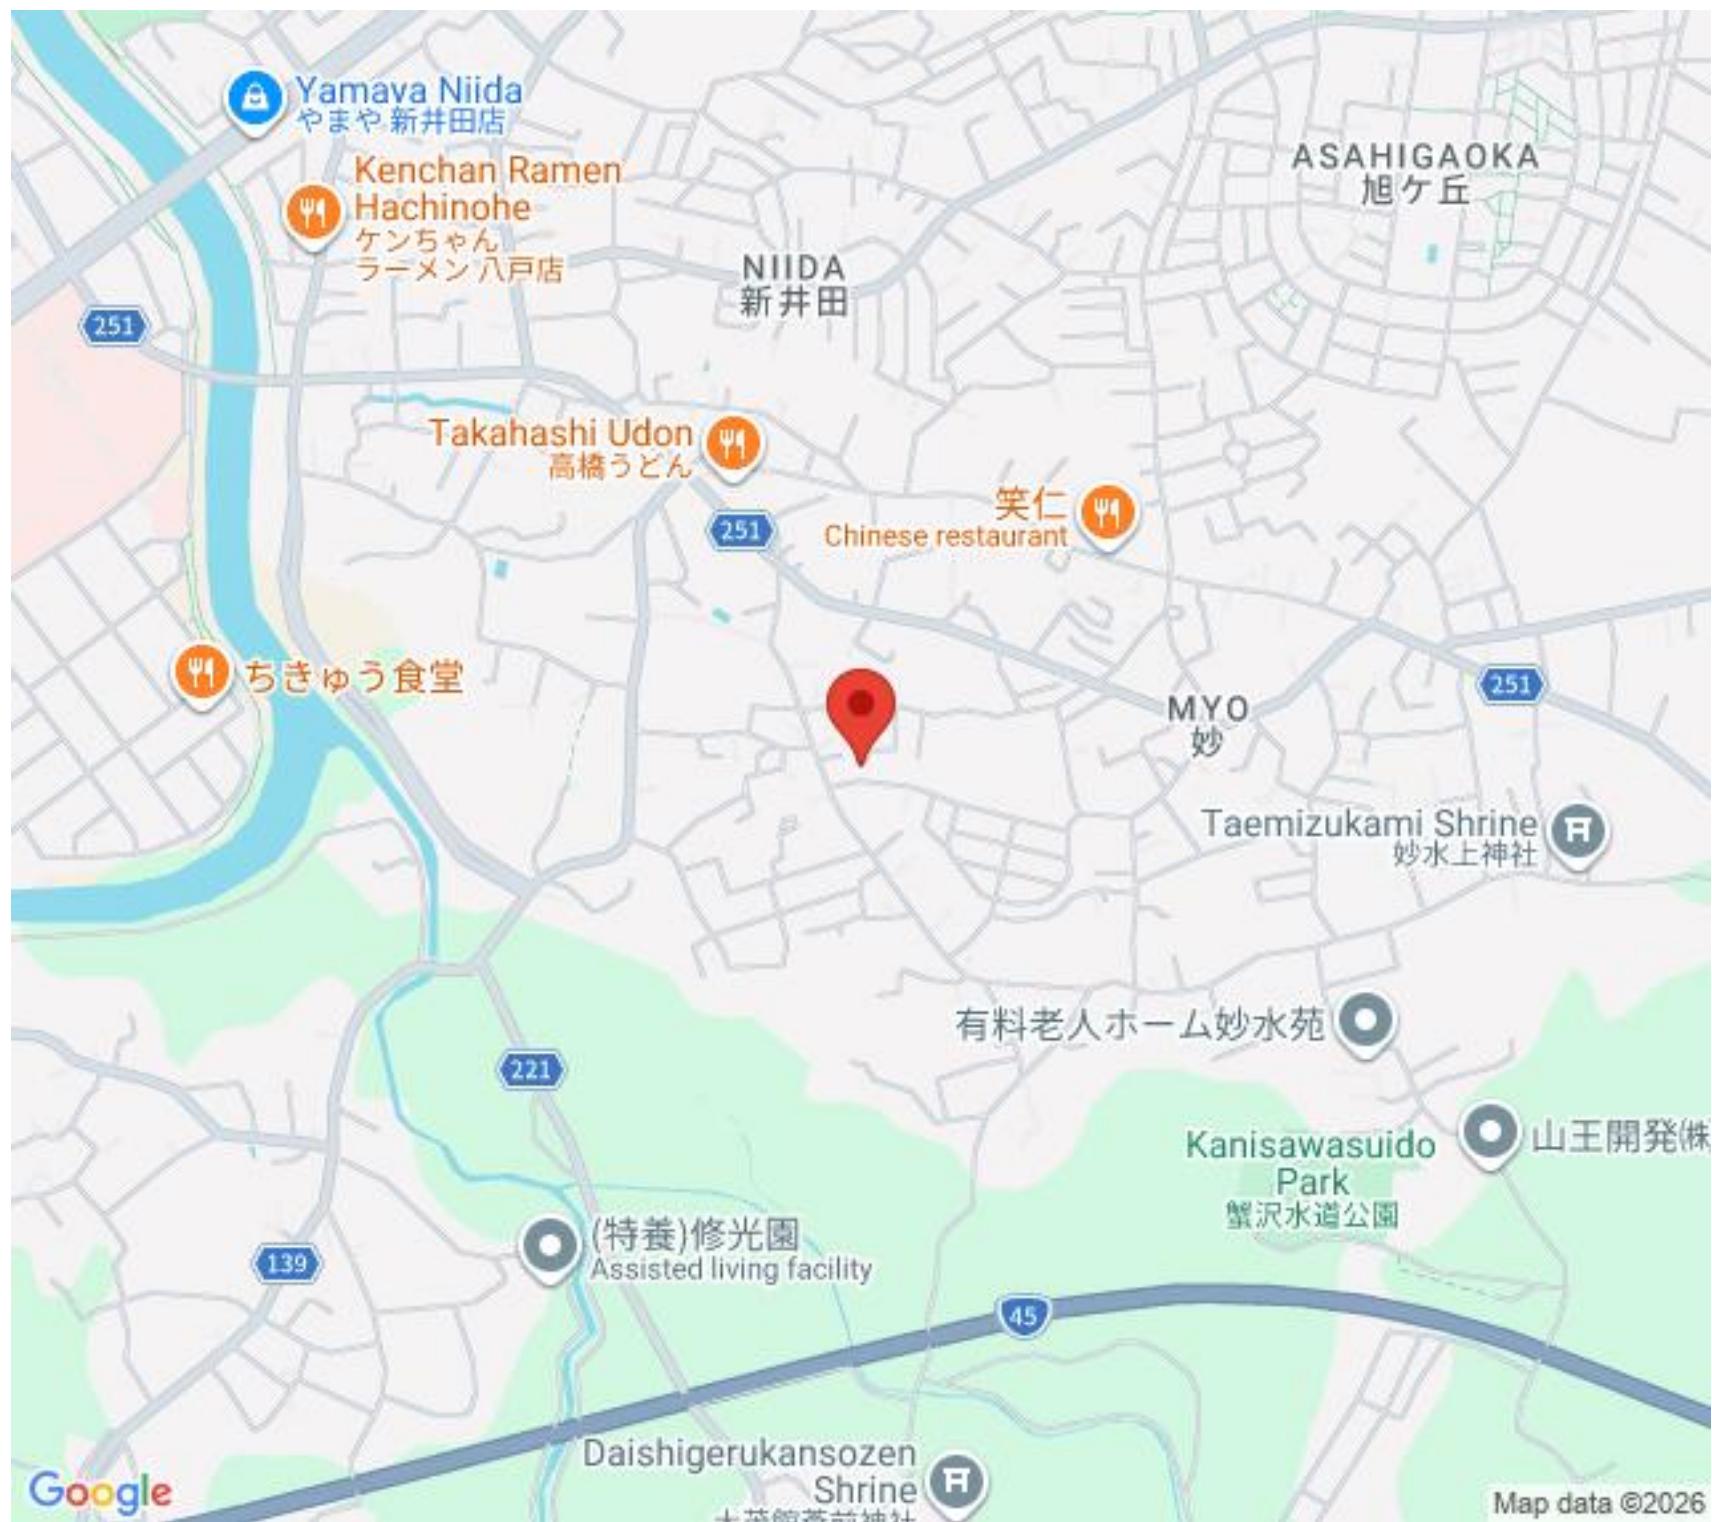 Yamava Niida
やまや 新井田店
Kenchan Ramen
Hachinohe
ケンちゃん
ラーメン 八戸店
ASAHIGAOKA
旭ケ丘
NIIDA
新井田
251
Takahashi Udon
高橋うどん
251
笑仁
Chinese restaurant
ちきゅう食堂
251
MYO
妙
Taemizukami Shrine
妙水上神社
有料老人ホーム妙水苑
221
Kanisawasuido
Park
蟹沢水道公園
山王開発㈱
(特養)修光園
Assisted living facility
139
45
Daishigerukansozen
Shrine
Google
Map data ©2026